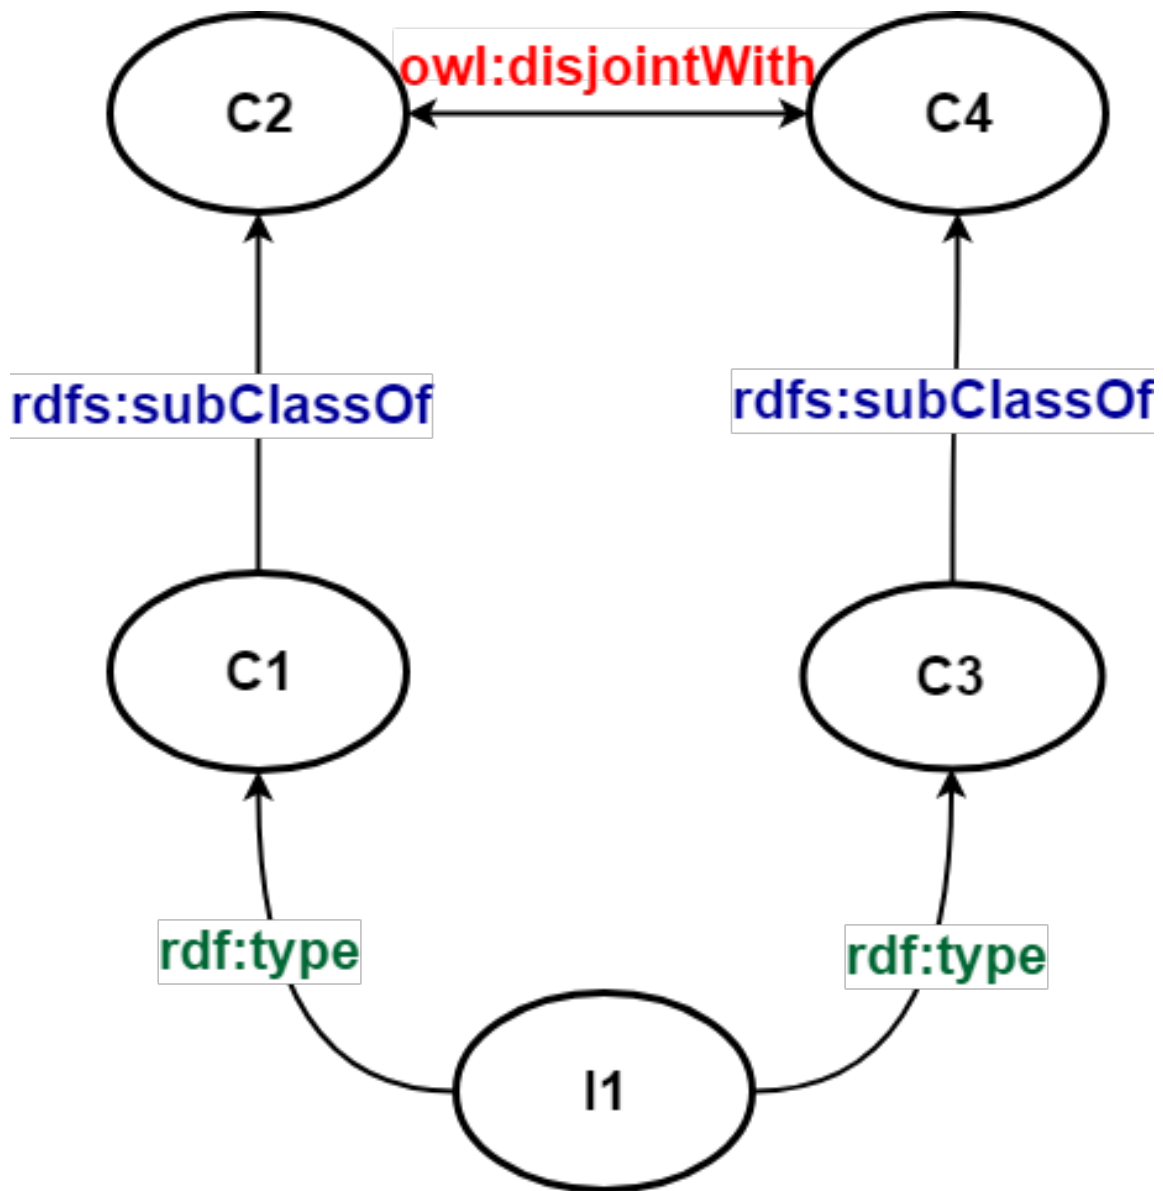 owl:disjointWith
C2
C4
rdfs:subClassOf
rdfs:subClassOf
C1
C3
rdf:type
rdf:type
I1